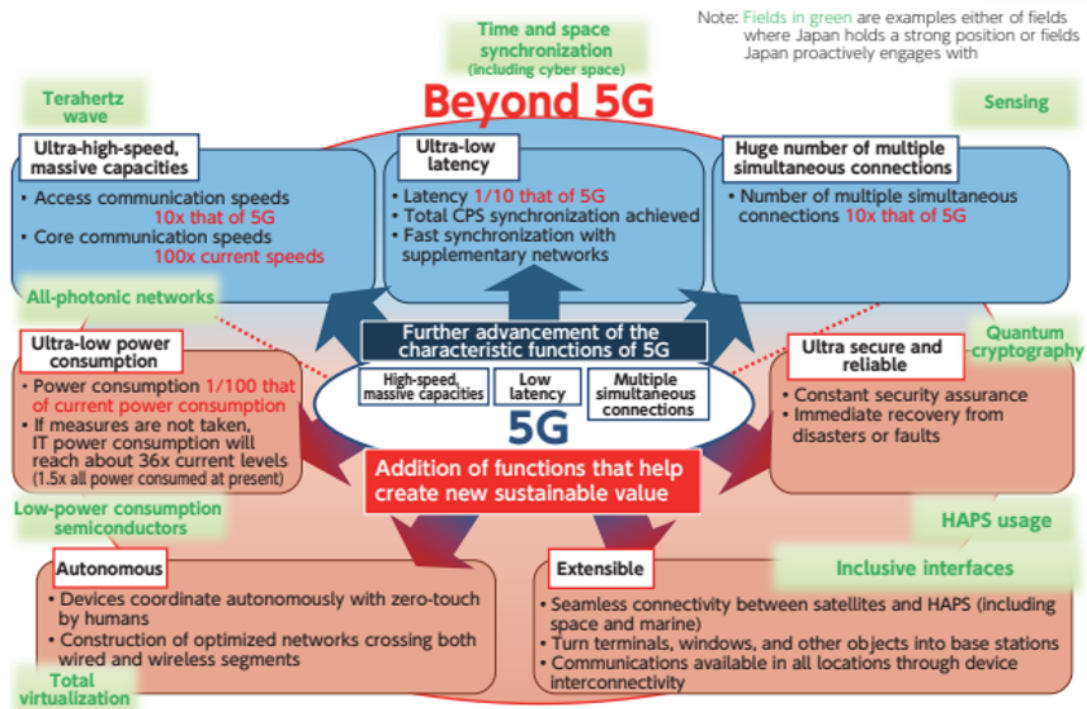 Note: Fields in green are examples either of fields
where Japan holds a strong position or fields
Japan proactively engages with
Time and space
synchronization
(including cyber space)
Beyond 5G
Terahertz
wave
Sensing
Ultra-high-speed,
massive capacities
• Access communication speeds
10x that of 5G
• Core communication speeds
100x current speeds
Ultra-low
latency
• Latency 1/10 that of 5G
• Total CPS synchronization achieved
• Fast synchronization with
supplementary networks
Huge number of multiple
simultaneous connections
• Number of multiple simultaneous
connections 10x that of 5G
All-photonic networks
Further advancement of the
characteristic functions of 5G
High-speed,
massive capacities
Low
latency
Multiple
simultaneous
connections
5G
Addition of functions that help
create new sustainable value
Ultra-low power
consumption
• Power consumption 1/100 that
of current power consumption
• If measures are not taken,
IT power consumption will
reach about 36x current levels
(1.5x all power consumed at present)
Quantum
cryptography
Ultra secure and
reliable
• Constant security assurance
• Immediate recovery from
disasters or faults
Low-power consumption
semiconductors
HAPS usage
Autonomous
• Devices coordinate autonomously with zero-touch
by humans
• Construction of optimized networks crossing both
wired and wireless segments
Total
virtualization
Extensible
Inclusive interfaces
• Seamless connectivity between satellites and HAPS (including
space and marine)
• Turn terminals, windows, and other objects into base stations
• Communications available in all locations through device
interconnectivity